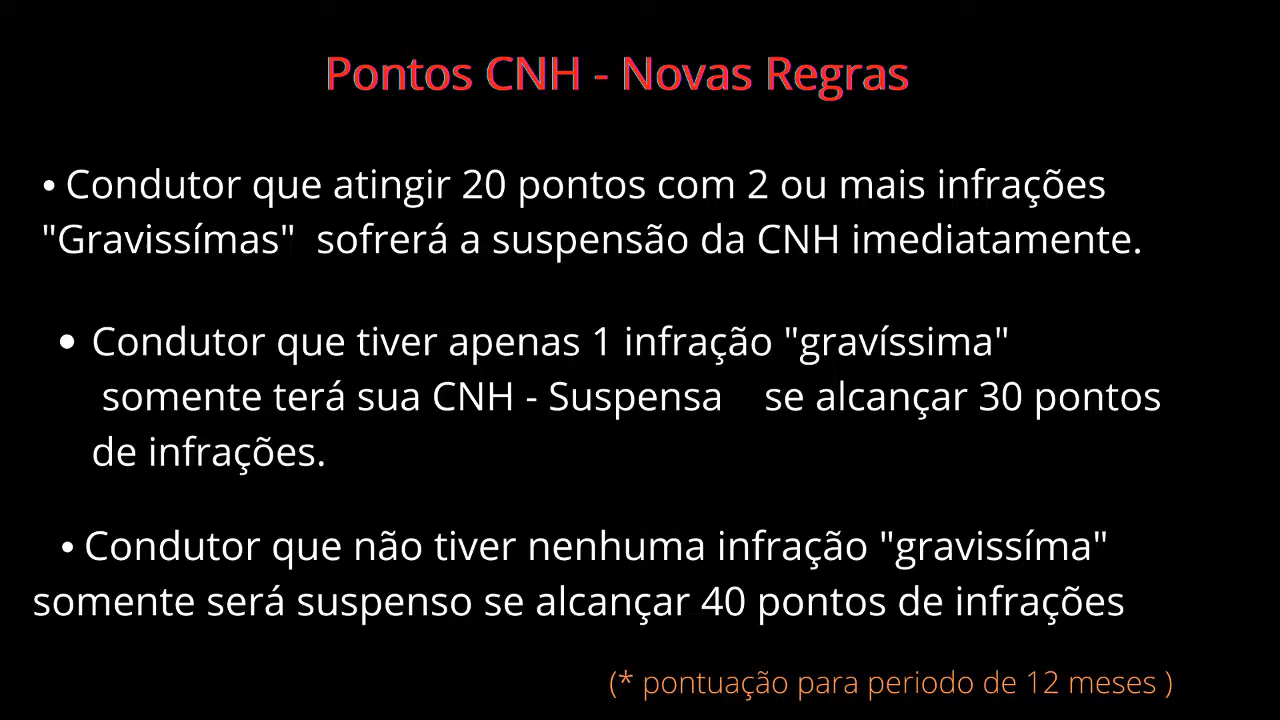 Pontos CNH - Novas Regras
• Condutor que atingir 20 pontos com 2 ou mais infrações
"Gravissímas" sofrerá a suspensão da CNH imediatamente.
• Condutor que tiver apenas 1 infração "gravíssima"
somente terá sua CNH - Suspensa se alcançar 30 pontos
de infrações.
• Condutor que não tiver nenhuma infração "gravissíma"
somente será suspenso se alcançar 40 pontos de infrações
(* pontuação para periodo de 12 meses )